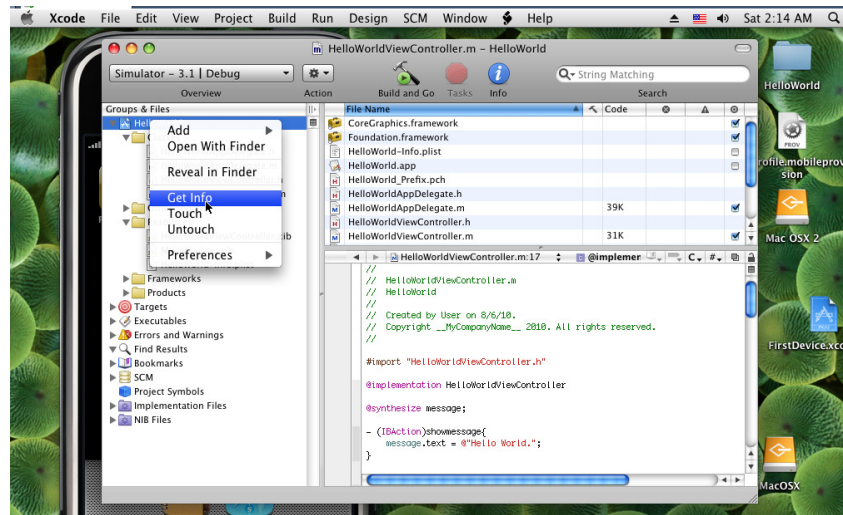 Xcode File Edit View Project Build Run Design SCM Window Help Sat 2:14 AM
HelloWorldViewController.m – HelloWorld
Simulator – 3.1 | Debug
String Matching
Overview Action Build and Go Tasks Info Search
HelloWorld
Groups & Files
File Name Code
Add
Open With Finder
Reveal in Finder
Get Info
Touch
Untouch
Preferences
Frameworks
Products
Targets
Executables
Errors and Warnings
Find Results
Bookmarks
SCM
Project Symbols
Implementation Files
NIB Files
CoreGraphics.framework
Foundation.framework
HelloWorld–Info.plist
HelloWorld.app
HelloWorld_Prefix.pch
HelloWorldAppDelegate.h
HelloWorldAppDelegate.m 39K
HelloWorldViewController.h
HelloWorldViewController.m 31K
HelloWorldViewController.m:17 @implemen C #
//
// HelloWorldViewController.m
// HelloWorld
//
// Created by User on 8/6/10.
// Copyright __MyCompanyName__ 2010. All rights reserved.
//
#import "HelloWorldViewController.h"
@implementation HelloWorldViewController
@synthesize message;
- (IBAction)showmessage{
message.text = @"Hello World.";
}
PROV
rofile.mobileprov
sion
Mac OSX 2
PROV
FirstDevice.xcc
MacOSX